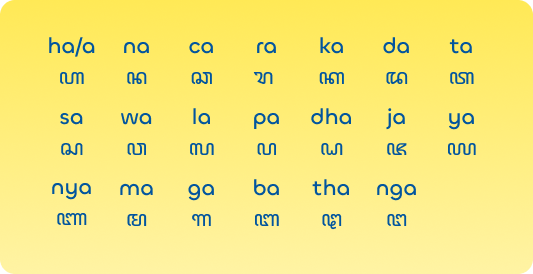 ha/a na ca ra ka da ta
ꦲ ꦤ ꦕ ꦫ ꦏ ꦢ ꦠ
sa wa la pa dha ja ya
ꦱ ꦮ ꦭ ꦥ ꦝ ꦗ ꦪ
nya ma ga ba tha nga
ꦚ ꦩ ꦒ ꦧ ꦛ ꦔ